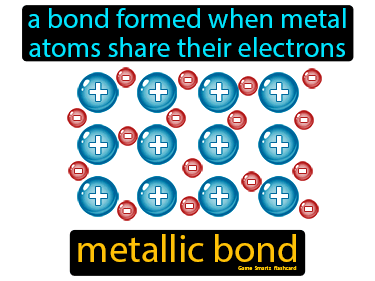 a bond formed when metal
atoms share their electrons
metallic bond
Game Smartz flashcard